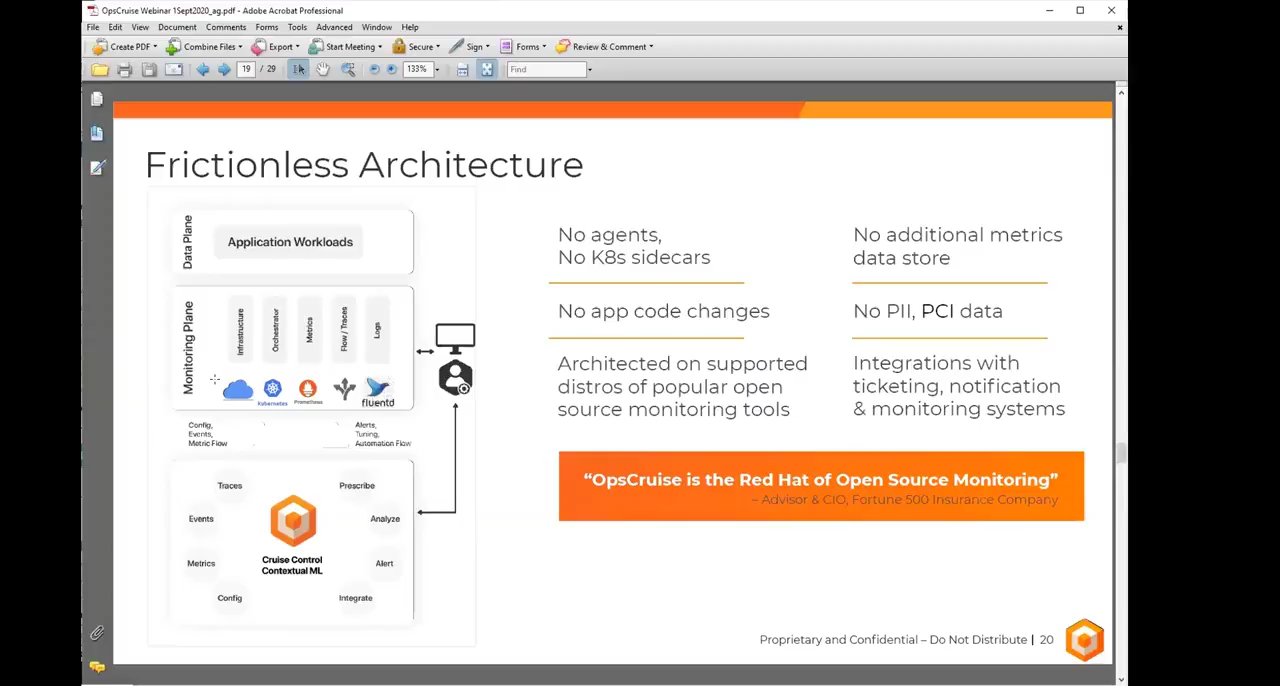 OpsCruise Webinar 1Sept2020_ag.pdf - Adobe Acrobat Professional
File Edit View Document Comments Forms Tools Advanced Window Help
Create PDF Combine Files Export Start Meeting Secure Sign Forms Review & Comment
19 / 29 133% Find
Frictionless Architecture
Data Plane
Application Workloads
Monitoring Plane
Infrastructure
Orchestrator
Metrics
Flow / Traces
Logs
Kubernetes
Prometheus
fluentd
Config,
Events,
Metric Flow
Alerts,
Tuning,
Automation Flow
Traces
Events
Metrics
Config
Cruise Control
Contextual ML
Prescribe
Analyze
Alert
Integrate
No agents,
No K8s sidecars
No app code changes
Architected on supported
distros of popular open
source monitoring tools
No additional metrics
data store
No PII, PCI data
Integrations with
ticketing, notification
& monitoring systems
“OpsCruise is the Red Hat of Open Source Monitoring”
– Advisor & CIO, Fortune 500 Insurance Company
Proprietary and Confidential – Do Not Distribute | 20